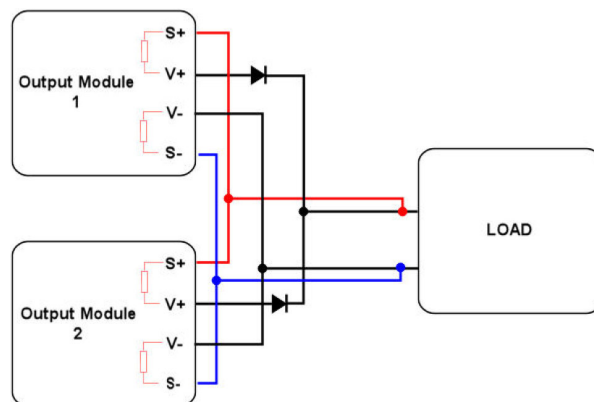 S+
V+
Output Module
1
V-
S-
LOAD
S+
V+
Output Module
2
V-
S-